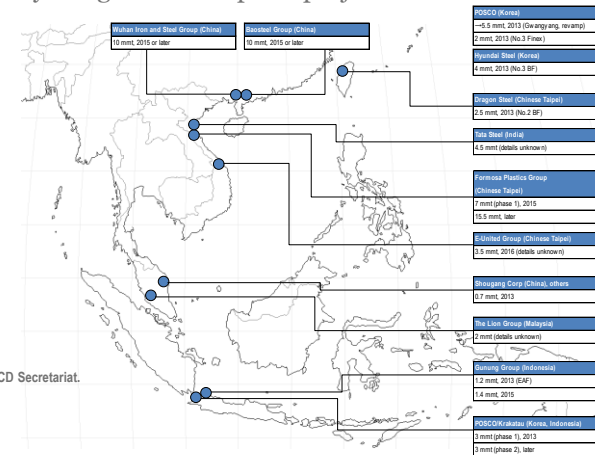 Wuhan Iron and Steel Group (China)
10 mmt, 2015 or later
Baosteel Group (China)
10 mmt, 2015 or later
POSCO (Korea)
→5.5 mmt, 2013 (Gwangyang, revamp)
2 mmt, 2013 (No.3 Finex)
Hyundai Steel (Korea)
4 mmt, 2013 (No.3 BF)
Dragon Steel (Chinese Taipei)
2.5 mmt, 2013 (No.2 BF)
Tata Steel (India)
4.5 mmt (details unknown)
Formosa Plastics Group
(Chinese Taipei)
7 mmt (phase 1), 2015
15.5 mmt, later
E-United Group (Chinese Taipei)
3.5 mmt, 2016 (details unknown)
Shougang Corp (China), others
0.7 mmt, 2013
The Lion Group (Malaysia)
2 mmt (details unknown)
CD Secretariat.
Gunung Group (Indonesia)
1.2 mmt, 2013 (EAF)
1.4 mmt, 2015
POSCO/Krakatau (Korea, Indonesia)
3 mmt (phase 1), 2013
3 mmt (phase 2), later